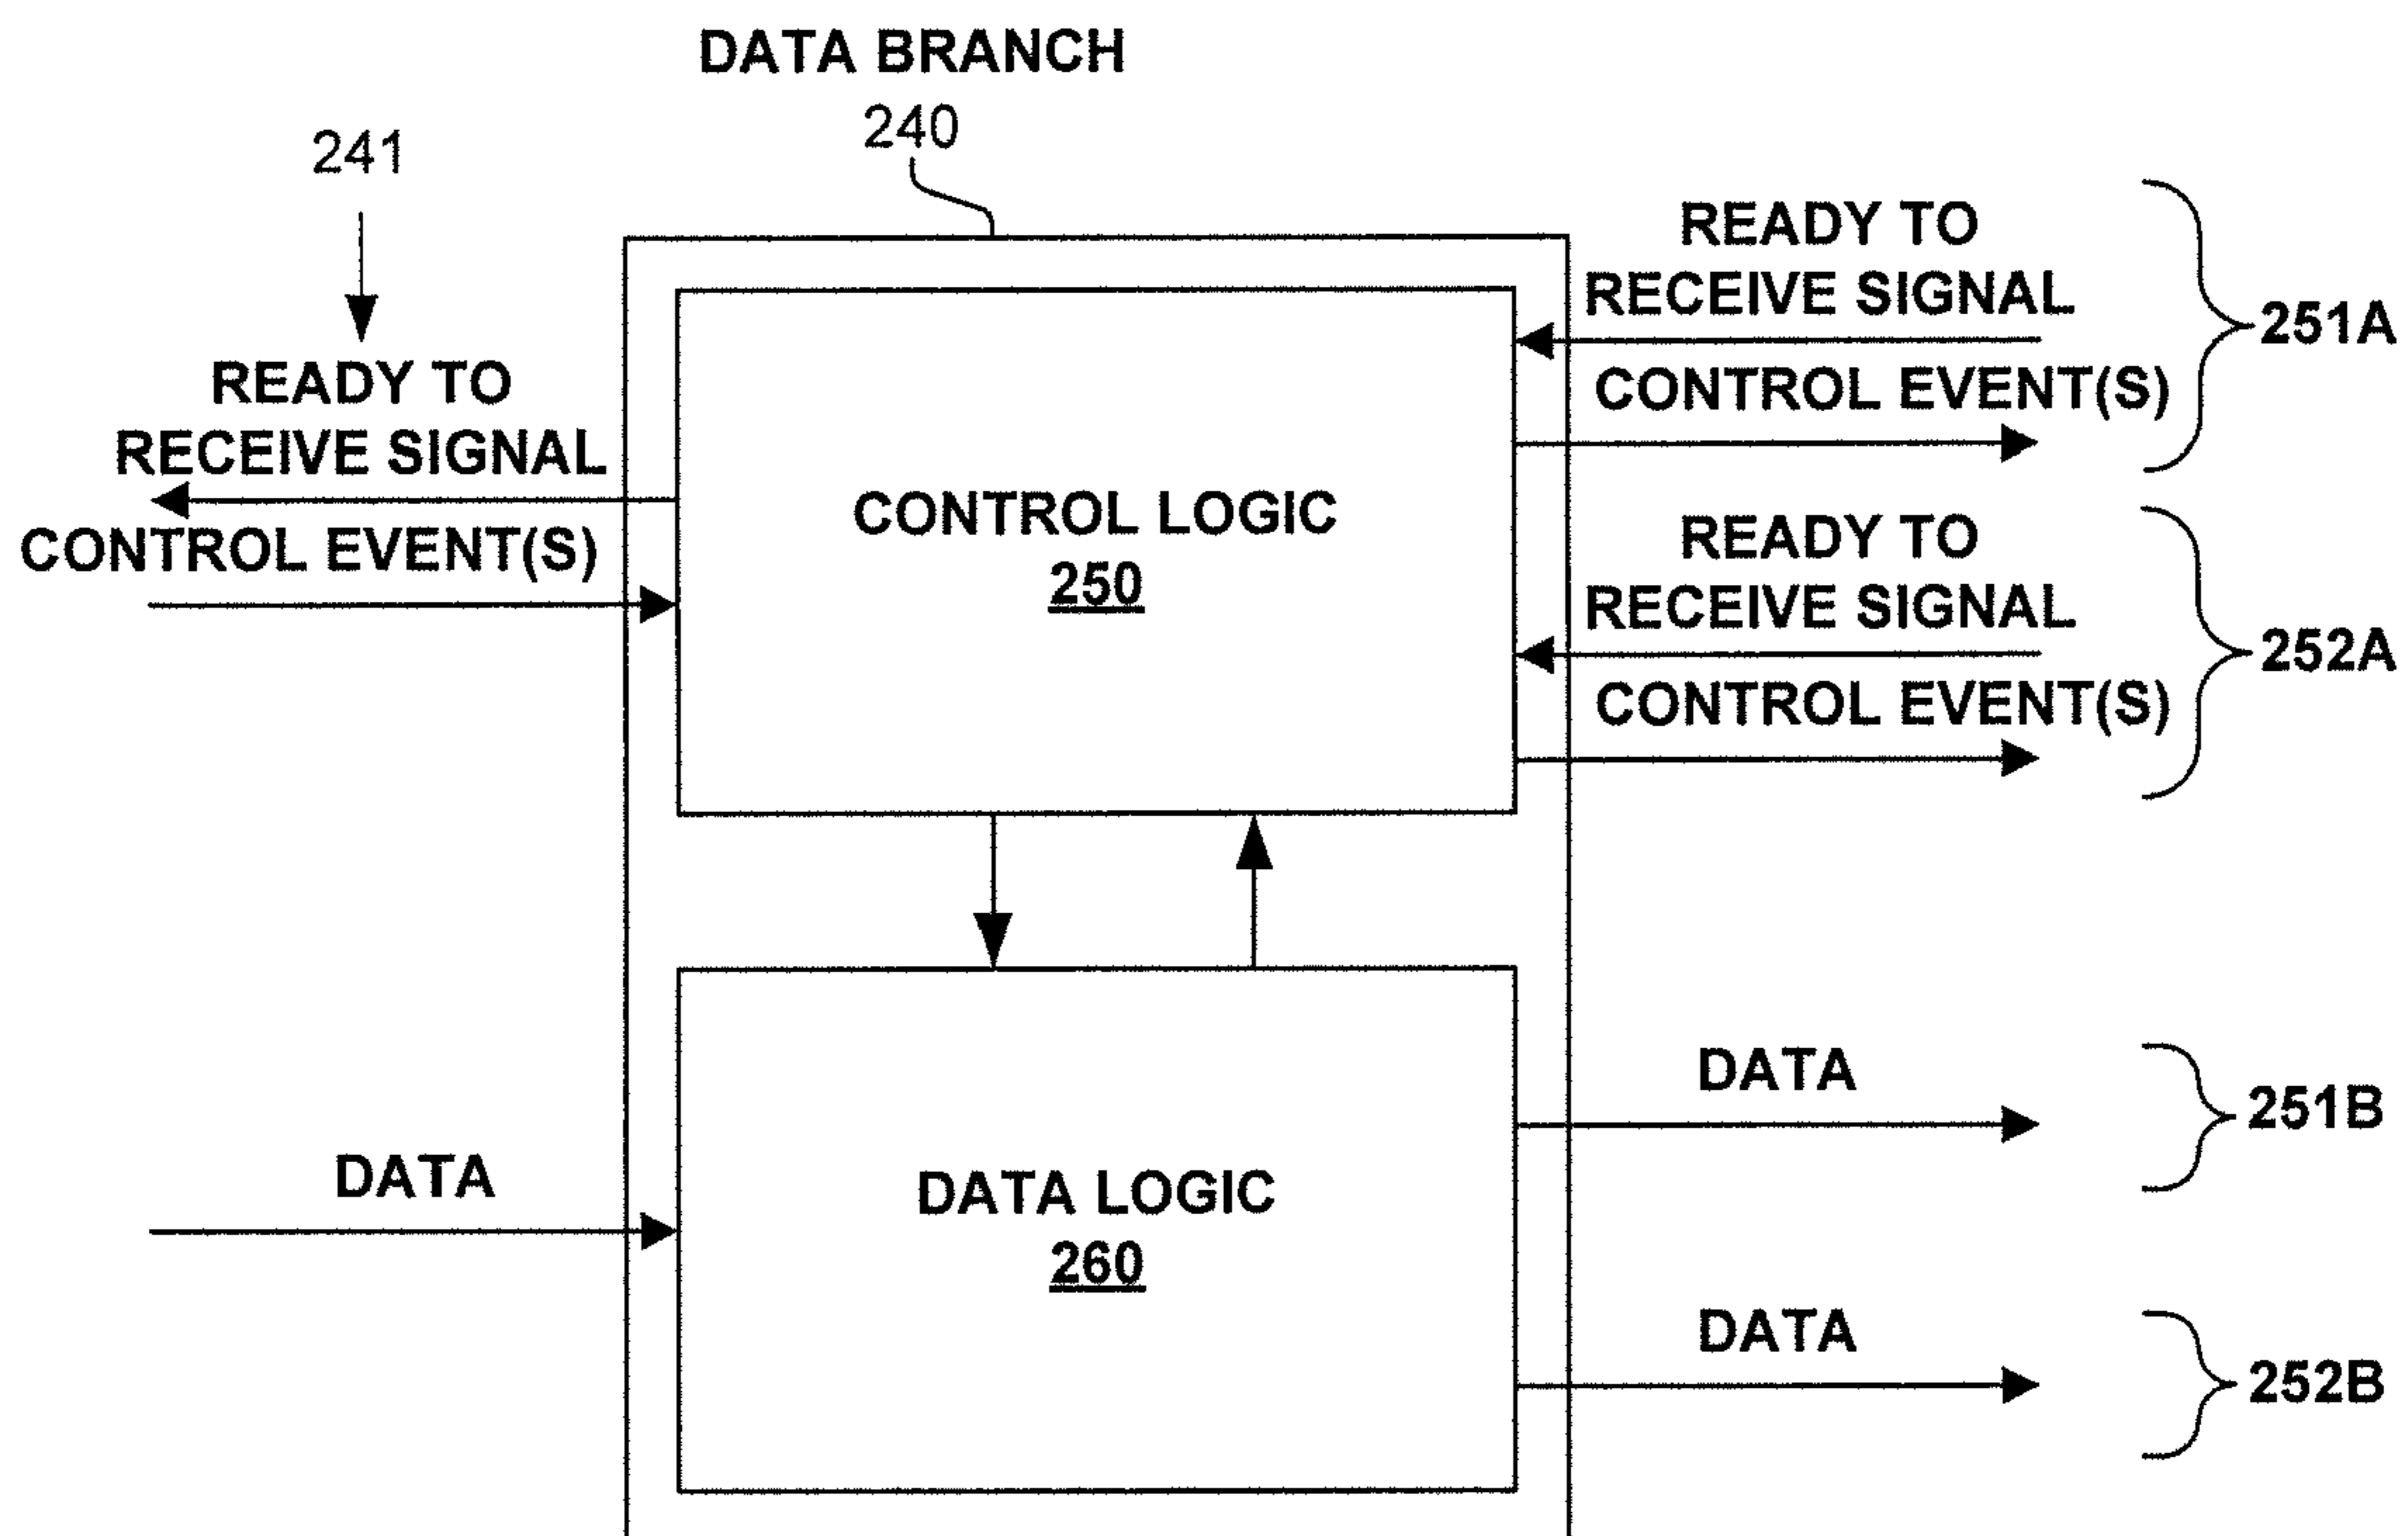 DATA BRANCH
240
241
READY TO
RECEIVE SIGNAL
CONTROL EVENT(S)
READY TO
RECEIVE SIGNAL
CONTROL EVENT(S)
251A
CONTROL LOGIC
250
READY TO
RECEIVE SIGNAL
CONTROL EVENT(S)
252A
DATA
DATA LOGIC
260
DATA
251B
DATA
252B